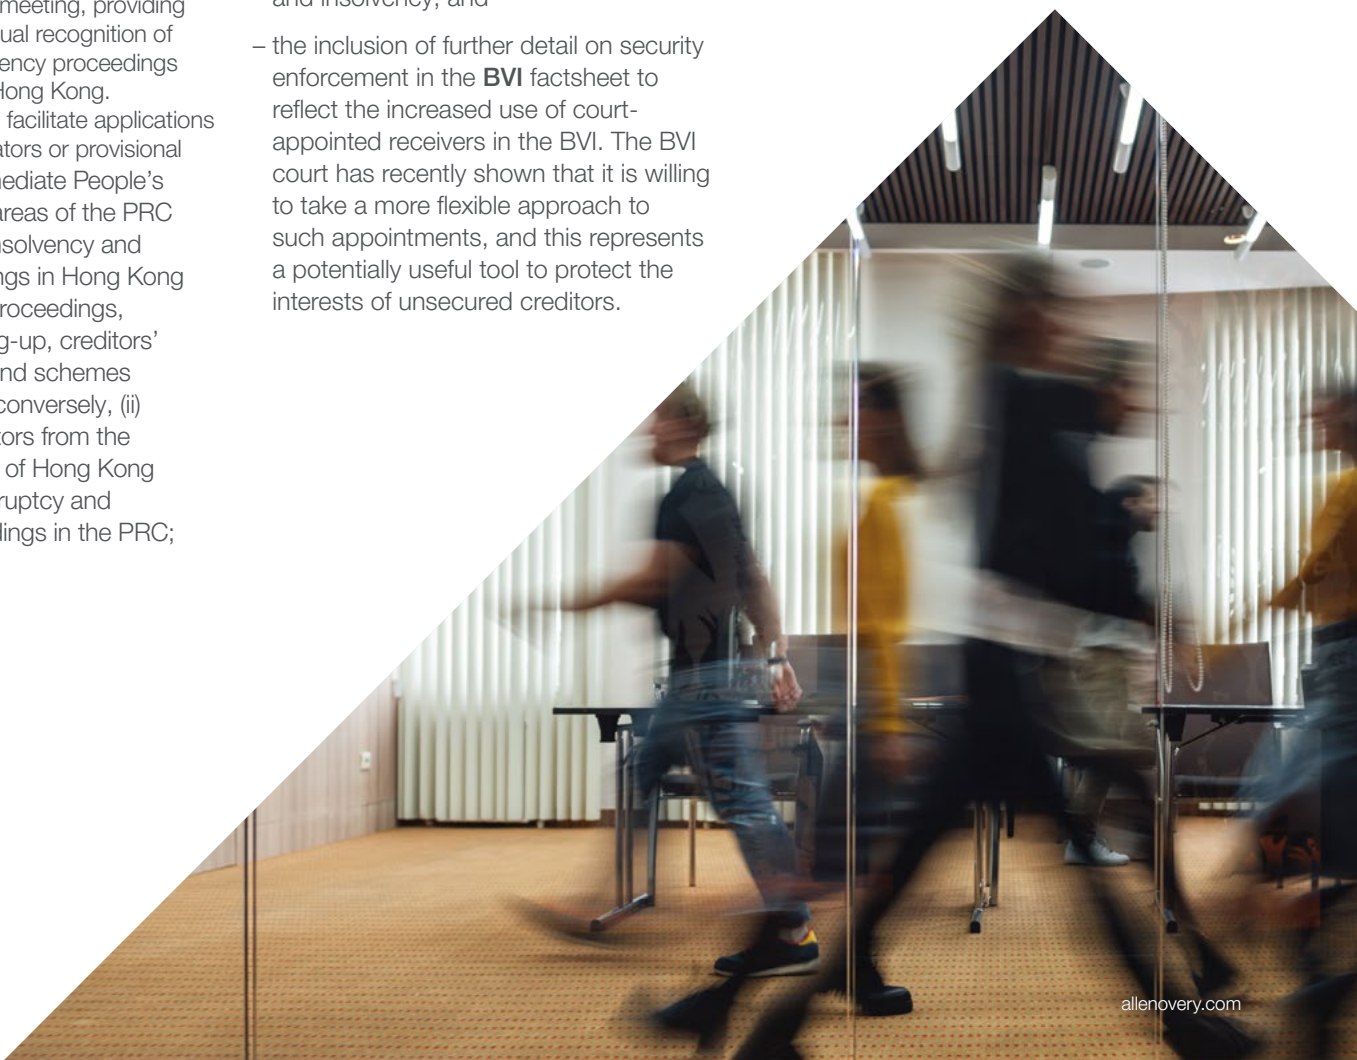 meeting, providing
ual recognition of
ency proceedings
Hong Kong.
facilitate applications
ators or provisional
nediate People's
areas of the PRC
nsolvency and
ngs in Hong Kong
roceedings,
g-up, creditors'
nd schemes
conversely, (ii)
tors from the
of Hong Kong
ruptcy and
dings in the PRC;
and insolvency; and
– the inclusion of further detail on security
enforcement in the BVI factsheet to
reflect the increased use of court-
appointed receivers in the BVI. The BVI
court has recently shown that it is willing
to take a more flexible approach to
such appointments, and this represents
a potentially useful tool to protect the
interests of unsecured creditors.
allenovery.com